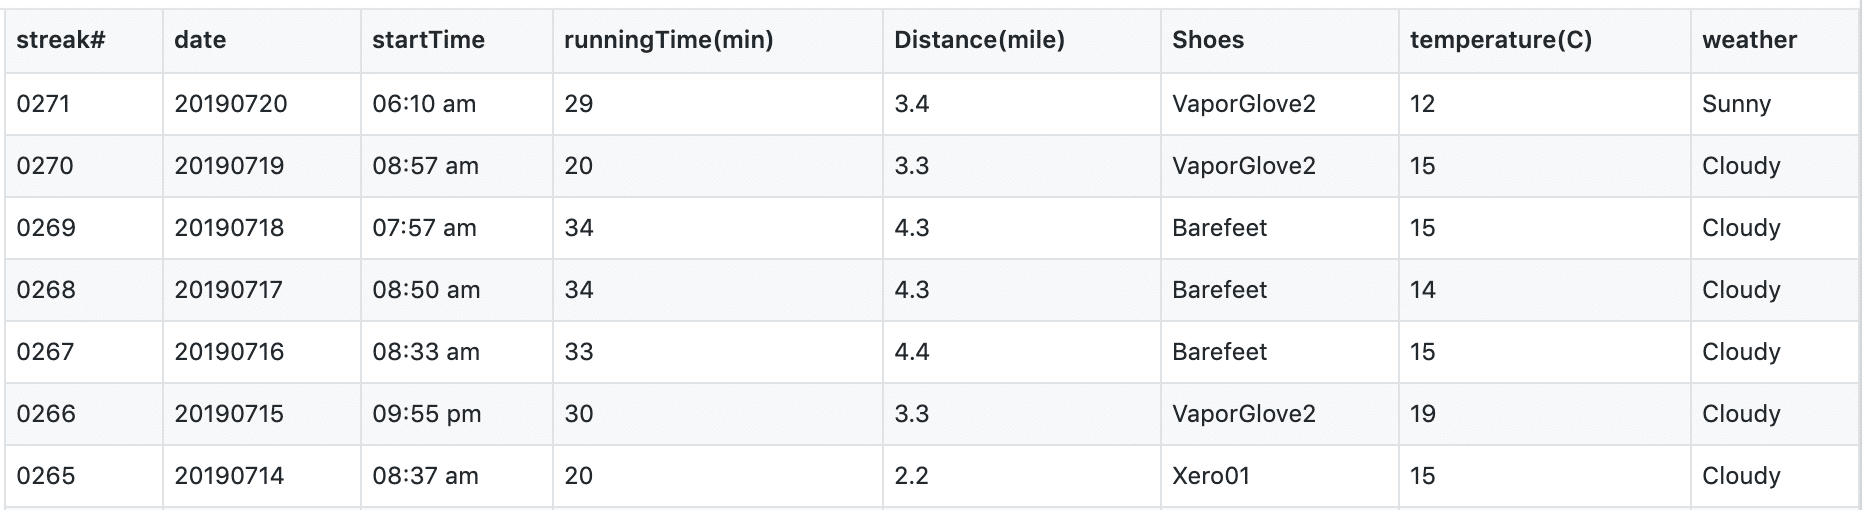 streak# date startTime runningTime(min) Distance(mile) Shoes temperature(C) weather
0271 20190720 06:10 am 29 3.4 VaporGlove2 12 Sunny
0270 20190719 08:57 am 20 3.3 VaporGlove2 15 Cloudy
0269 20190718 07:57 am 34 4.3 Barefeet 15 Cloudy
0268 20190717 08:50 am 34 4.3 Barefeet 14 Cloudy
0267 20190716 08:33 am 33 4.4 Barefeet 15 Cloudy
0266 20190715 09:55 pm 30 3.3 VaporGlove2 19 Cloudy
0265 20190714 08:37 am 20 2.2 Xero01 15 Cloudy